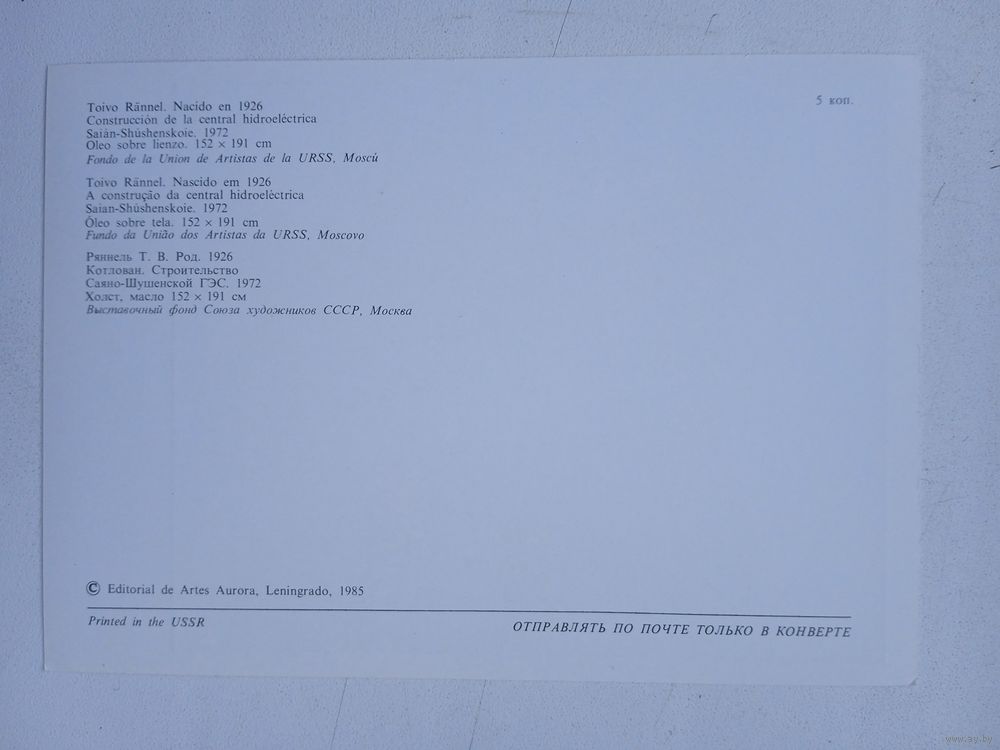 Toivo Rännel. Nacido en 1926
Construcción de la central hidroeléctrica
Saián-Shúshenskoie. 1972
Oleo sobre lienzo. 152 × 191 cm
Fondo de la Union de Artistas de la URSS, Moscú
5 коп.
Toivo Rännel. Nascido em 1926
A construção da central hidroeléctrica
Saian-Shúshenskoie. 1972
Óleo sobre tela. 152 × 191 cm
Fundo da União dos Artistas da URSS, Moscovo
Ряннель Т. В. Род. 1926
Котлован. Строительство
Саяно-Шушенской ГЭС. 1972
Холст, масло 152 × 191 см
Выставочный фонд Союза художников СССР, Москва
© Editorial de Artes Aurora, Leningrado, 1985
Printed in the USSR
ОТПРАВЛЯТЬ ПО ПОЧТЕ ТОЛЬКО В КОНВЕРТЕ
www.ay.by